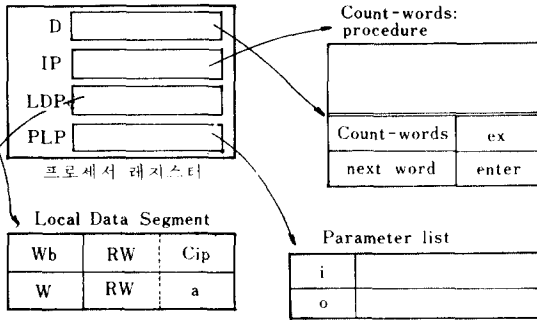 D
IP
LDP
PLP
프로세서 래지스터
Count-words:
procedure
Count-words ex
next word enter
Local Data Segment
Wb RW Cip
W RW a
Parameter list
i
o